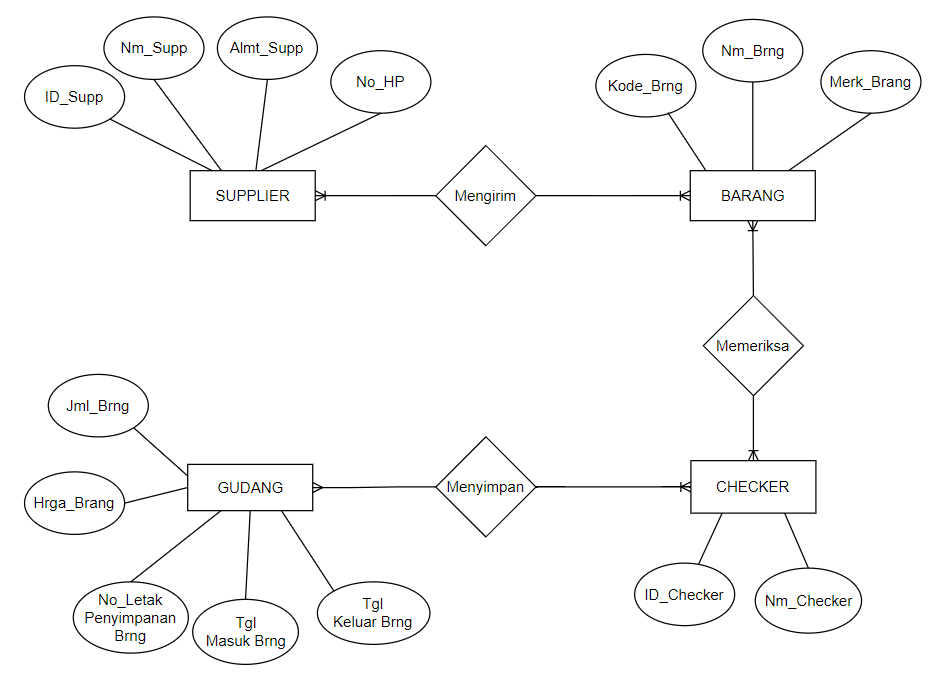 Nm_Supp
Almt_Supp
ID_Supp
No_HP
Kode_Brng
Nm_Brng
Merk_Brang
SUPPLIER
Mengirim
BARANG
Memeriksa
Jml_Brng
Hrga_Brang
GUDANG
Menyimpan
CHECKER
No_Letak
Penyimpanan
Brng
Tgl
Masuk Brng
Tgl
Keluar Brng
ID_Checker
Nm_Checker